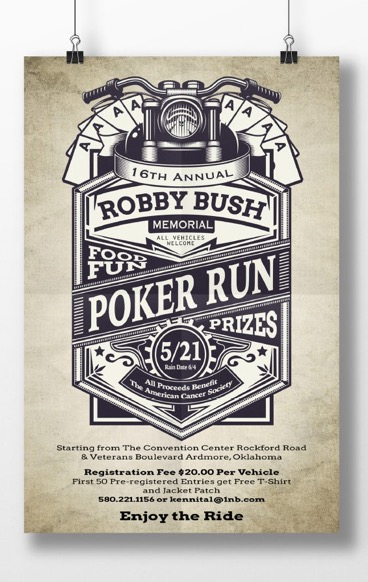 A A A A A A
16TH ANNUAL
ROBBY BUSH
MEMORIAL
ALL VEHICLES
WELCOME
FOOD
FUN
POKER RUN
PRIZES
5/21
Rain Date 6/4
All Proceeds Benefit
The American Cancer Society
Starting from The Convention Center Rockford Road
& Veterans Boulevard Ardmore, Oklahoma
Registration Fee $20.00 Per Vehicle
First 50 Pre-registered Entries get Free T-Shirt
and Jacket Patch
580.221.1156 or kennital@1nb.com
Enjoy the Ride